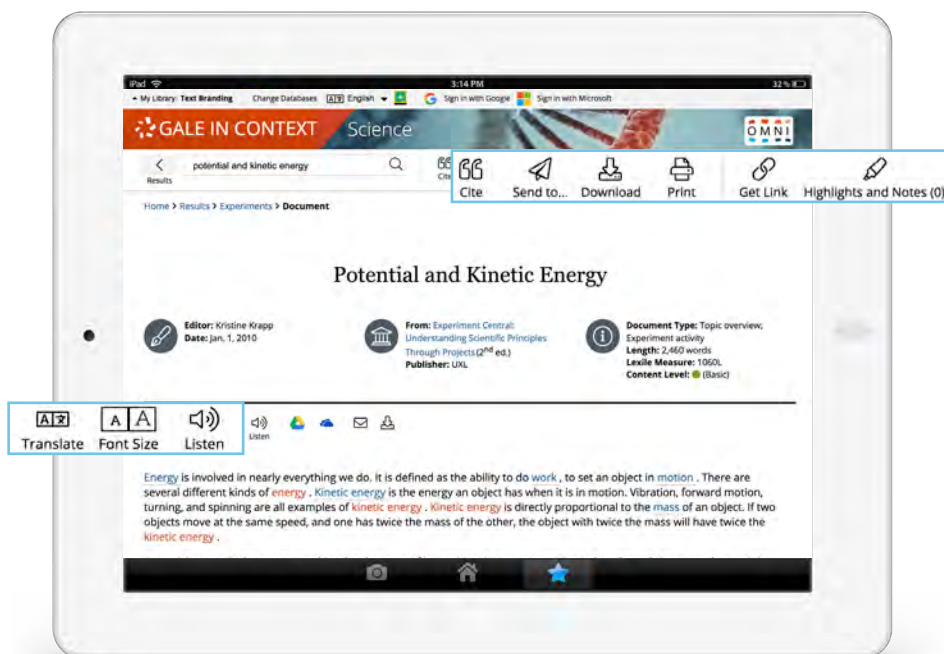 iPad 3:14 PM 32 %
My Library: Text Branding Change Databases English Sign in with Google Sign in with Microsoft
GALE IN CONTEXT Science OMNI
potential and kinetic energy
Results
Cite Send to... Download Print Get Link Highlights and Notes (0)
Home > Results > Experiments > Document
Potential and Kinetic Energy
Editor: Kristine Krapp
Date: Jan. 1, 2010
From: Experiment Central:
Understanding Scientific Principles
Through Projects (2nd ed.)
Publisher: UXL
Document Type: Topic overview,
Experiment activity
Length: 2,460 words
Lexile Measure: 1060L
Content Level: (Basic)
Translate Font Size Listen
Listen
Energy is involved in nearly everything we do. It is defined as the ability to do work , to set an object in motion . There are
several different kinds of energy . Kinetic energy is the energy an object has when it is in motion. Vibration, forward motion,
turning, and spinning are all examples of kinetic energy . Kinetic energy is directly proportional to the mass of an object. If two
objects move at the same speed, and one has twice the mass of the other, the object with twice the mass will have twice the
kinetic energy .